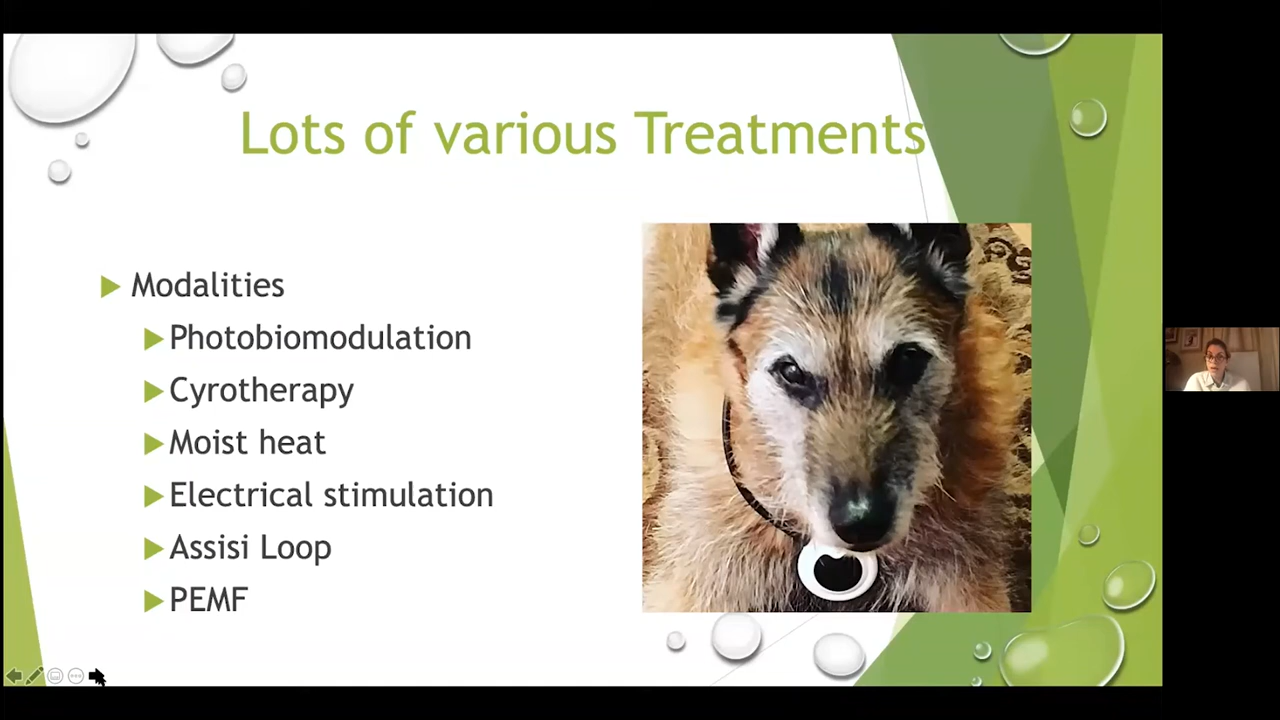 Lots of various Treatments
Modalities
Photobiomodulation
Cyrotherapy
Moist heat
Electrical stimulation
Assisi Loop
PEMF